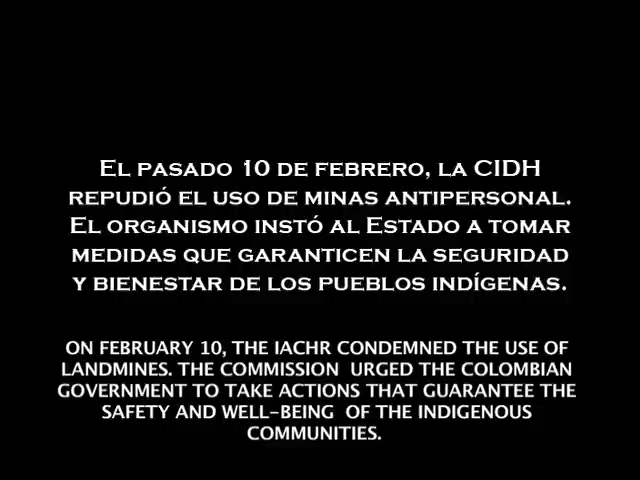 El pasado 10 de febrero, la CIDH
repudió el uso de minas antipersonal.
El organismo instó al Estado a tomar
medidas que garanticen la seguridad
y bienestar de los pueblos indígenas.
ON FEBRUARY 10, THE IACHR CONDEMNED THE USE OF
LANDMINES. THE COMMISSION URGED THE COLOMBIAN
GOVERNMENT TO TAKE ACTIONS THAT GUARANTEE THE
SAFETY AND WELL-BEING OF THE INDIGENOUS
COMMUNITIES.